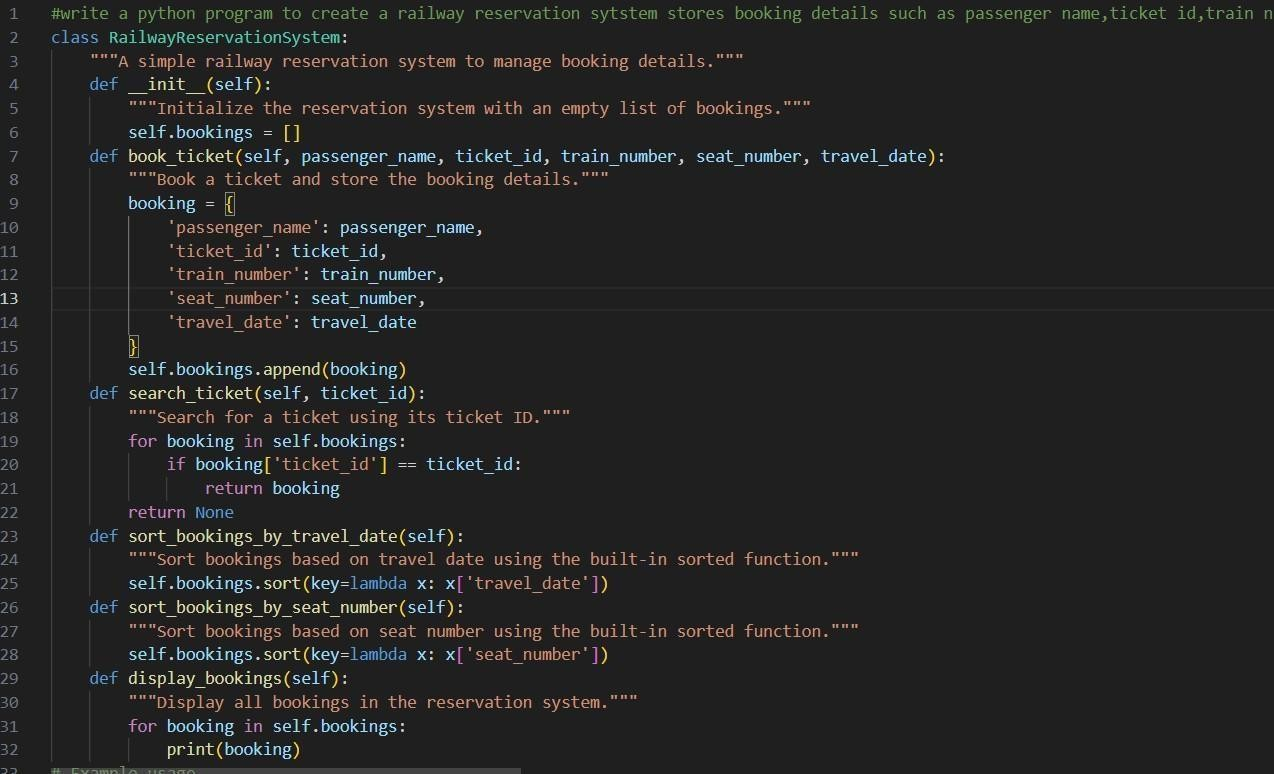 1 #write a python program to create a railway reservation sytstem stores booking details such as passenger name,ticket id,train n
2 class RailwayReservationSystem:
3     """A simple railway reservation system to manage booking details."""
4     def __init__(self):
5         """Initialize the reservation system with an empty list of bookings."""
6         self.bookings = []
7     def book_ticket(self, passenger_name, ticket_id, train_number, seat_number, travel_date):
8         """Book a ticket and store the booking details."""
9         booking = {
10             'passenger_name': passenger_name,
11             'ticket_id': ticket_id,
12             'train_number': train_number,
13             'seat_number': seat_number,
14             'travel_date': travel_date
15         }
16         self.bookings.append(booking)
17     def search_ticket(self, ticket_id):
18         """Search for a ticket using its ticket ID."""
19         for booking in self.bookings:
20             if booking['ticket_id'] == ticket_id:
21                 return booking
22         return None
23     def sort_bookings_by_travel_date(self):
24         """Sort bookings based on travel date using the built-in sorted function."""
25         self.bookings.sort(key=lambda x: x['travel_date'])
26     def sort_bookings_by_seat_number(self):
27         """Sort bookings based on seat number using the built-in sorted function."""
28         self.bookings.sort(key=lambda x: x['seat_number'])
29     def display_bookings(self):
30         """Display all bookings in the reservation system."""
31         for booking in self.bookings:
32             print(booking)
33 # Example usage